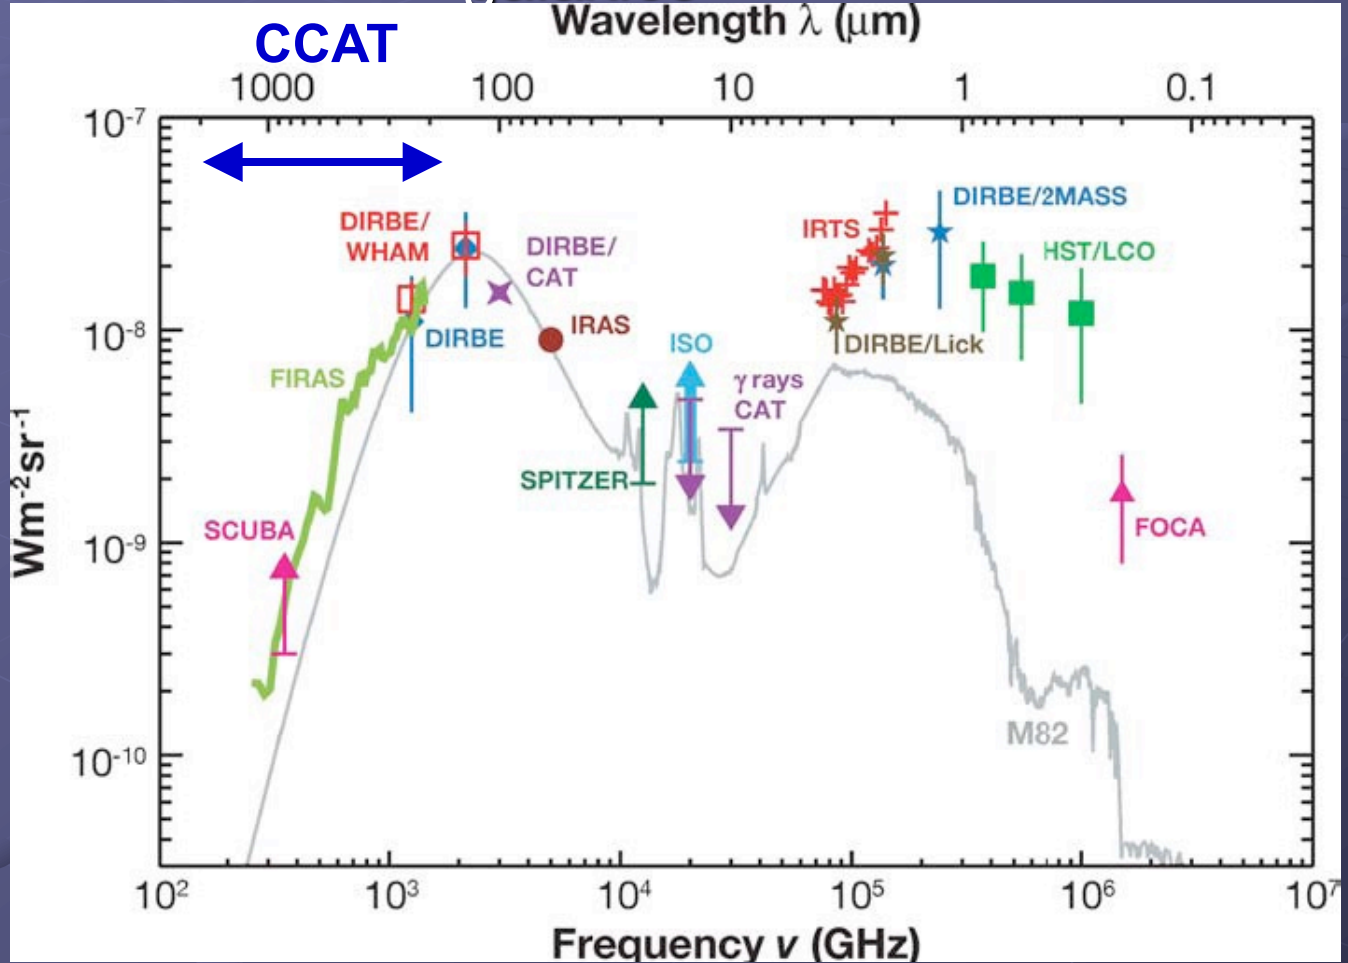 Wavelength λ (μm)
CCAT
1000 100 10 1 0.1
10-7
10-8
10-9
10-10
Wm-2sr-1
DIRBE/
WHAM
DIRBE/
CAT
DIRBE
IRAS
FIRAS
SCUBA
SPITZER
ISO
γ rays
CAT
IRTS
DIRBE/2MASS
HST/LCO
DIRBE/Lick
FOCA
M82
10² 10³ 10⁴ 10⁵ 10⁶ 10⁷
Frequency ν (GHz)